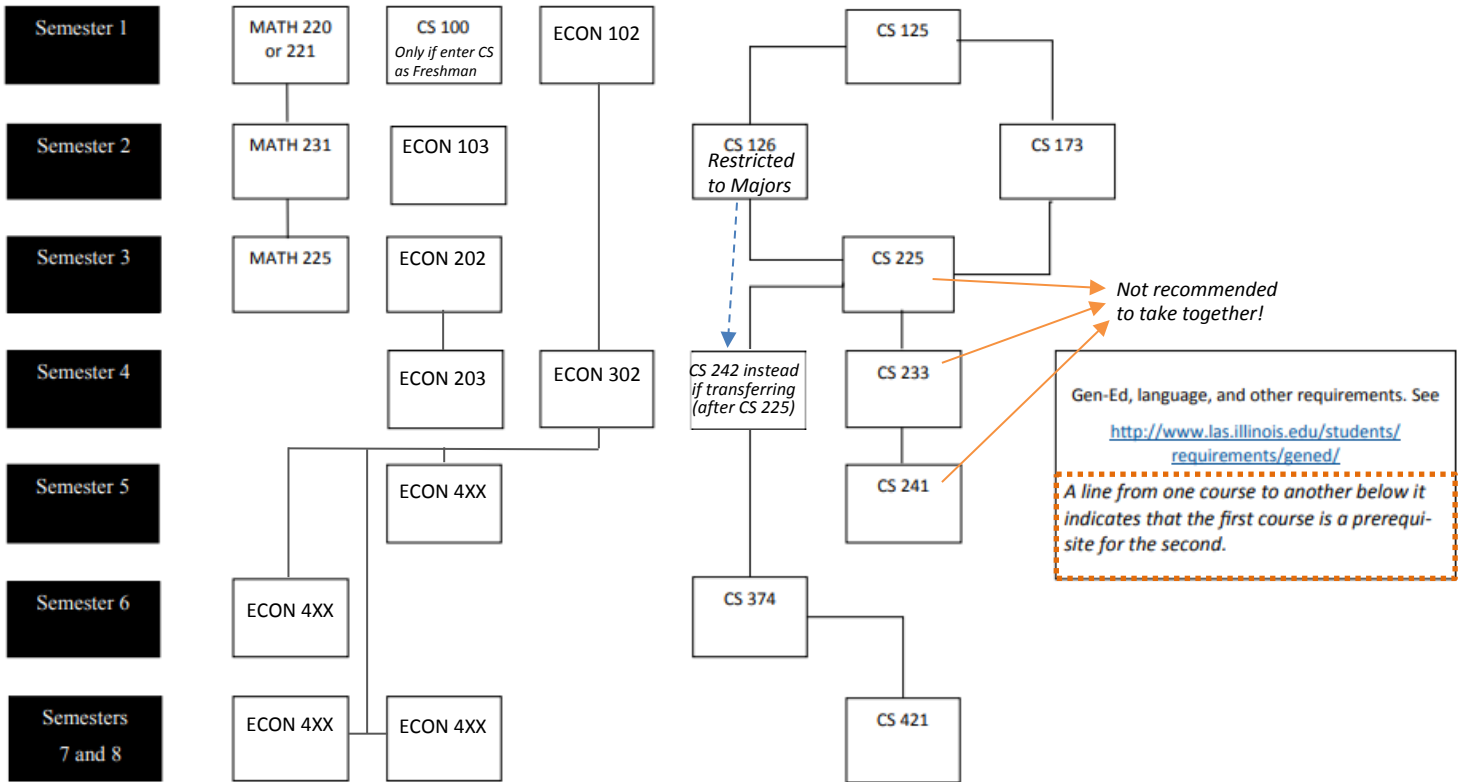 Semester 1
MATH 220
or 221
CS 100
Only if enter CS
as Freshman
ECON 102
CS 125
Semester 2
MATH 231
ECON 103
CS 126
Restricted
to Majors
CS 173
Semester 3
MATH 225
ECON 202
CS 225
Not recommended
to take together!
Semester 4
ECON 203
ECON 302
CS 242 instead
if transferring
(after CS 225)
CS 233
Gen-Ed, language, and other requirements. See
http://www.las.illinois.edu/students/
requirements/gened/
A line from one course to another below it
indicates that the first course is a prerequi-
site for the second.
Semester 5
ECON 4XX
CS 241
Semester 6
ECON 4XX
CS 374
Semesters
7 and 8
ECON 4XX
ECON 4XX
CS 421